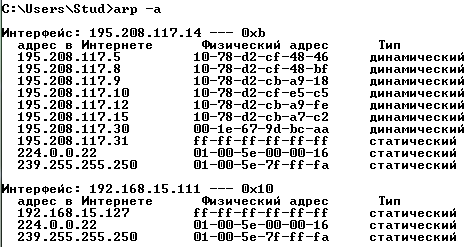 C:\Users\Stud>arp -a
Интерфейс: 195.208.117.14 --- 0xb
адрес в Интернете Физический адрес Тип
195.208.117.5 10-78-d2-cf-48-46 динамический
195.208.117.8 10-78-d2-cf-48-bf динамический
195.208.117.9 10-78-d2-cb-a9-18 динамический
195.208.117.10 10-78-d2-cf-e5-c5 динамический
195.208.117.12 10-78-d2-cb-a9-fe динамический
195.208.117.15 10-78-d2-cb-a7-c2 динамический
195.208.117.30 00-1e-67-9d-bc-aa динамический
195.208.117.31 ff-ff-ff-ff-ff-ff статический
224.0.0.22 01-00-5e-00-00-16 статический
239.255.255.250 01-00-5e-7f-ff-fa статический
Интерфейс: 192.168.15.111 --- 0x10
адрес в Интернете Физический адрес Тип
192.168.15.127 ff-ff-ff-ff-ff-ff статический
224.0.0.22 01-00-5e-00-00-16 статический
239.255.255.250 01-00-5e-7f-ff-fa статический